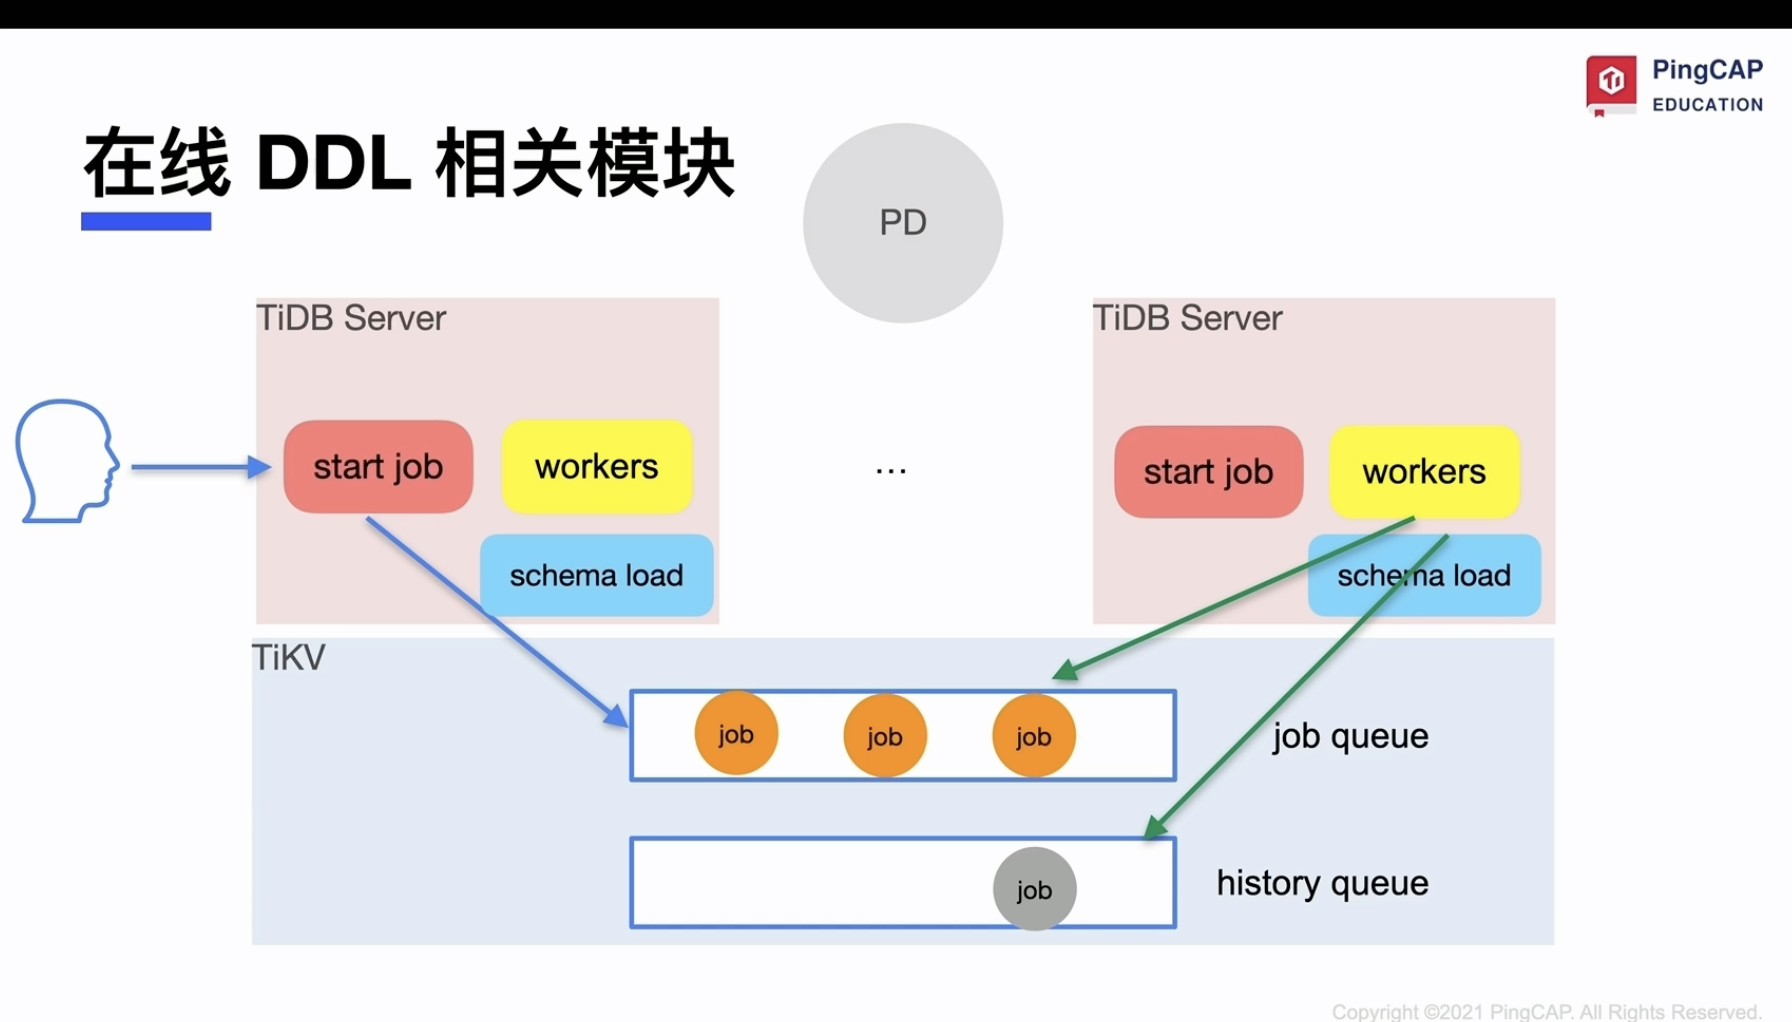 PingCAP
EDUCATION
在线 DDL 相关模块
PD
TiDB Server
TiDB Server
start job
workers
...
start job
workers
schema load
schema load
TiKV
job
job
job
job queue
job
history queue
Copyright ©2021 PingCAP. All Rights Reserved.